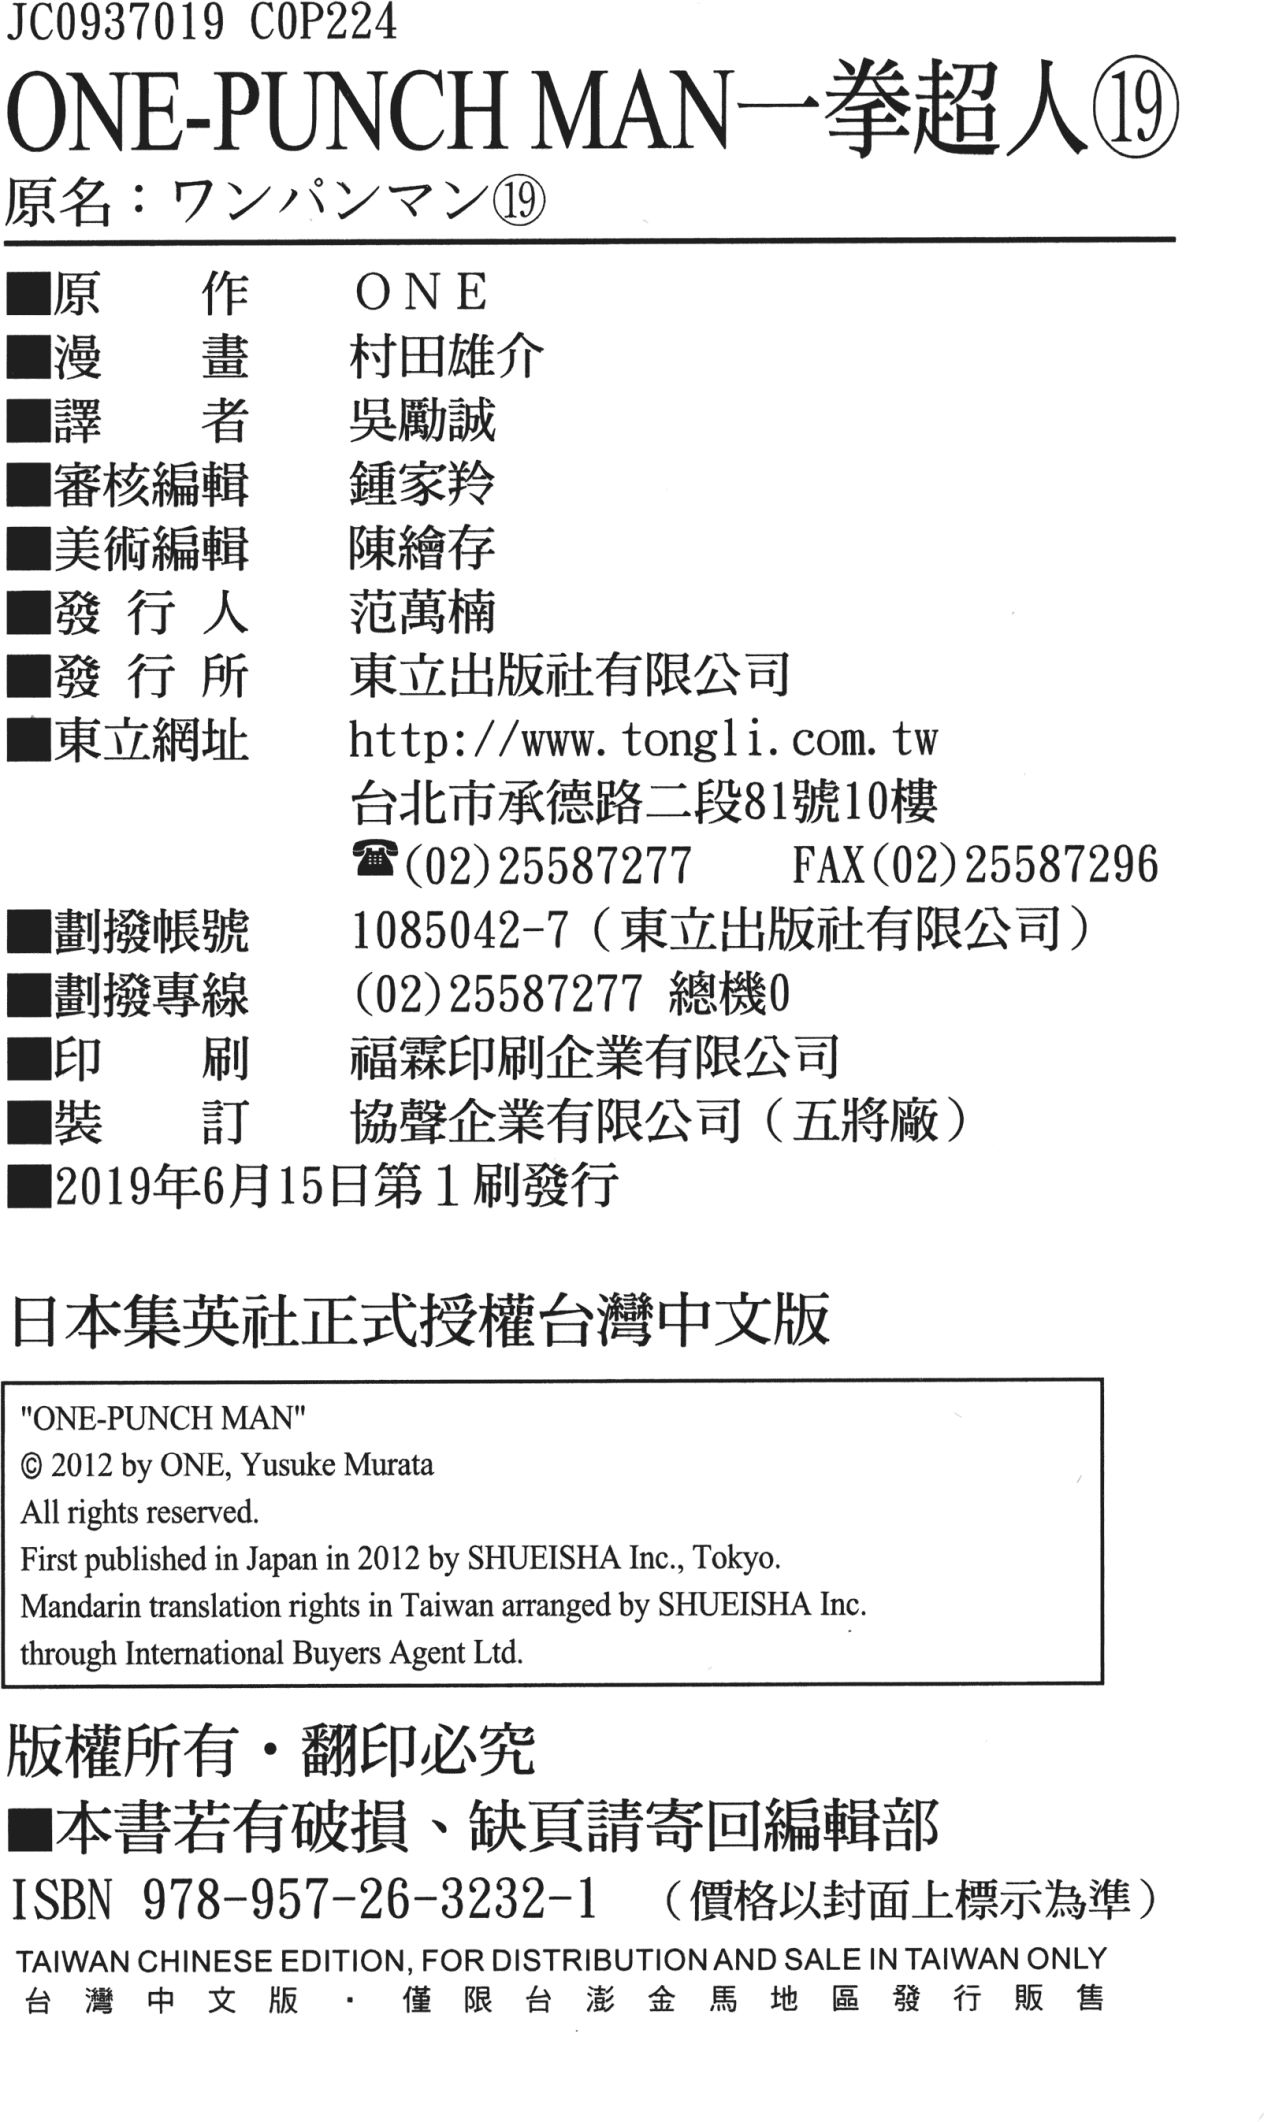 JC0937019 C0P224
ONE-PUNCH MAN一拳超人⑲
原名：ワンパンマン⑲
■原作 ONE
■漫畫 村田雄介
■譯者 吳勵誠
■審核編輯 鍾家羚
■美術編輯 陳繪存
■發行人 范萬楠
■發行所 東立出版社有限公司
■東立網址 http://www.tongli.com.tw
台北市承德路二段81號10樓
☎(02)25587277 FAX(02)25587296
■劃撥帳號 1085042-7（東立出版社有限公司）
■劃撥專線 (02)25587277 總機0
■印刷 福霖印刷企業有限公司
■裝訂 協聲企業有限公司（五將廠）
■2019年6月15日第1刷發行
日本集英社正式授權台灣中文版
"ONE-PUNCH MAN"
© 2012 by ONE, Yusuke Murata
All rights reserved.
First published in Japan in 2012 by SHUEISHA Inc., Tokyo.
Mandarin translation rights in Taiwan arranged by SHUEISHA Inc.
through International Buyers Agent Ltd.
版權所有・翻印必究
■本書若有破損、缺頁請寄回編輯部
ISBN 978-957-26-3232-1 （價格以封面上標示為準）
TAIWAN CHINESE EDITION, FOR DISTRIBUTION AND SALE IN TAIWAN ONLY
台灣中文版・僅限台澎金馬地區發行販售